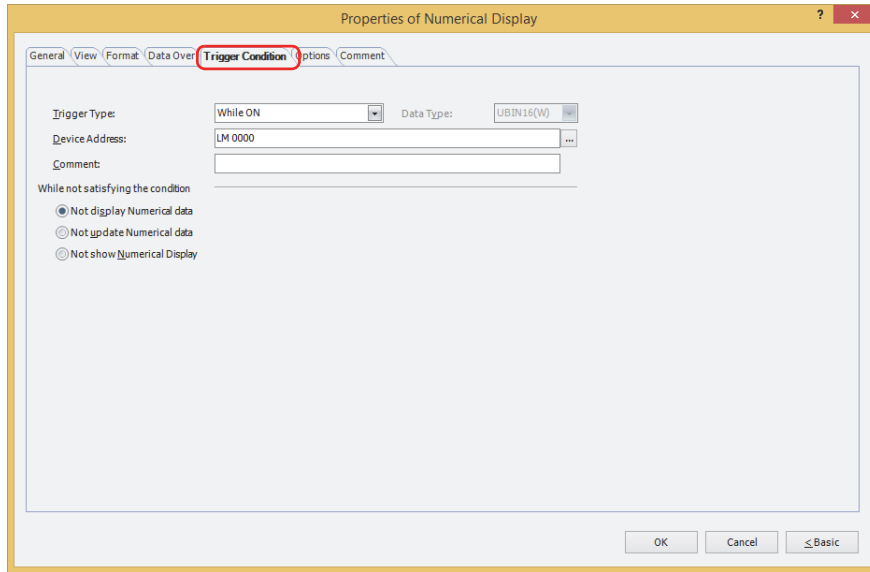 Properties of Numerical Display ? ×
General View Format Data Over Trigger Condition Options Comment
Trigger Type: While ON Data Type: UBIN16(W)
Device Address: LM 0000 ...
Comment:
While not satisfying the condition
Not display Numerical data
Not update Numerical data
Not show Numerical Display
OK Cancel < Basic